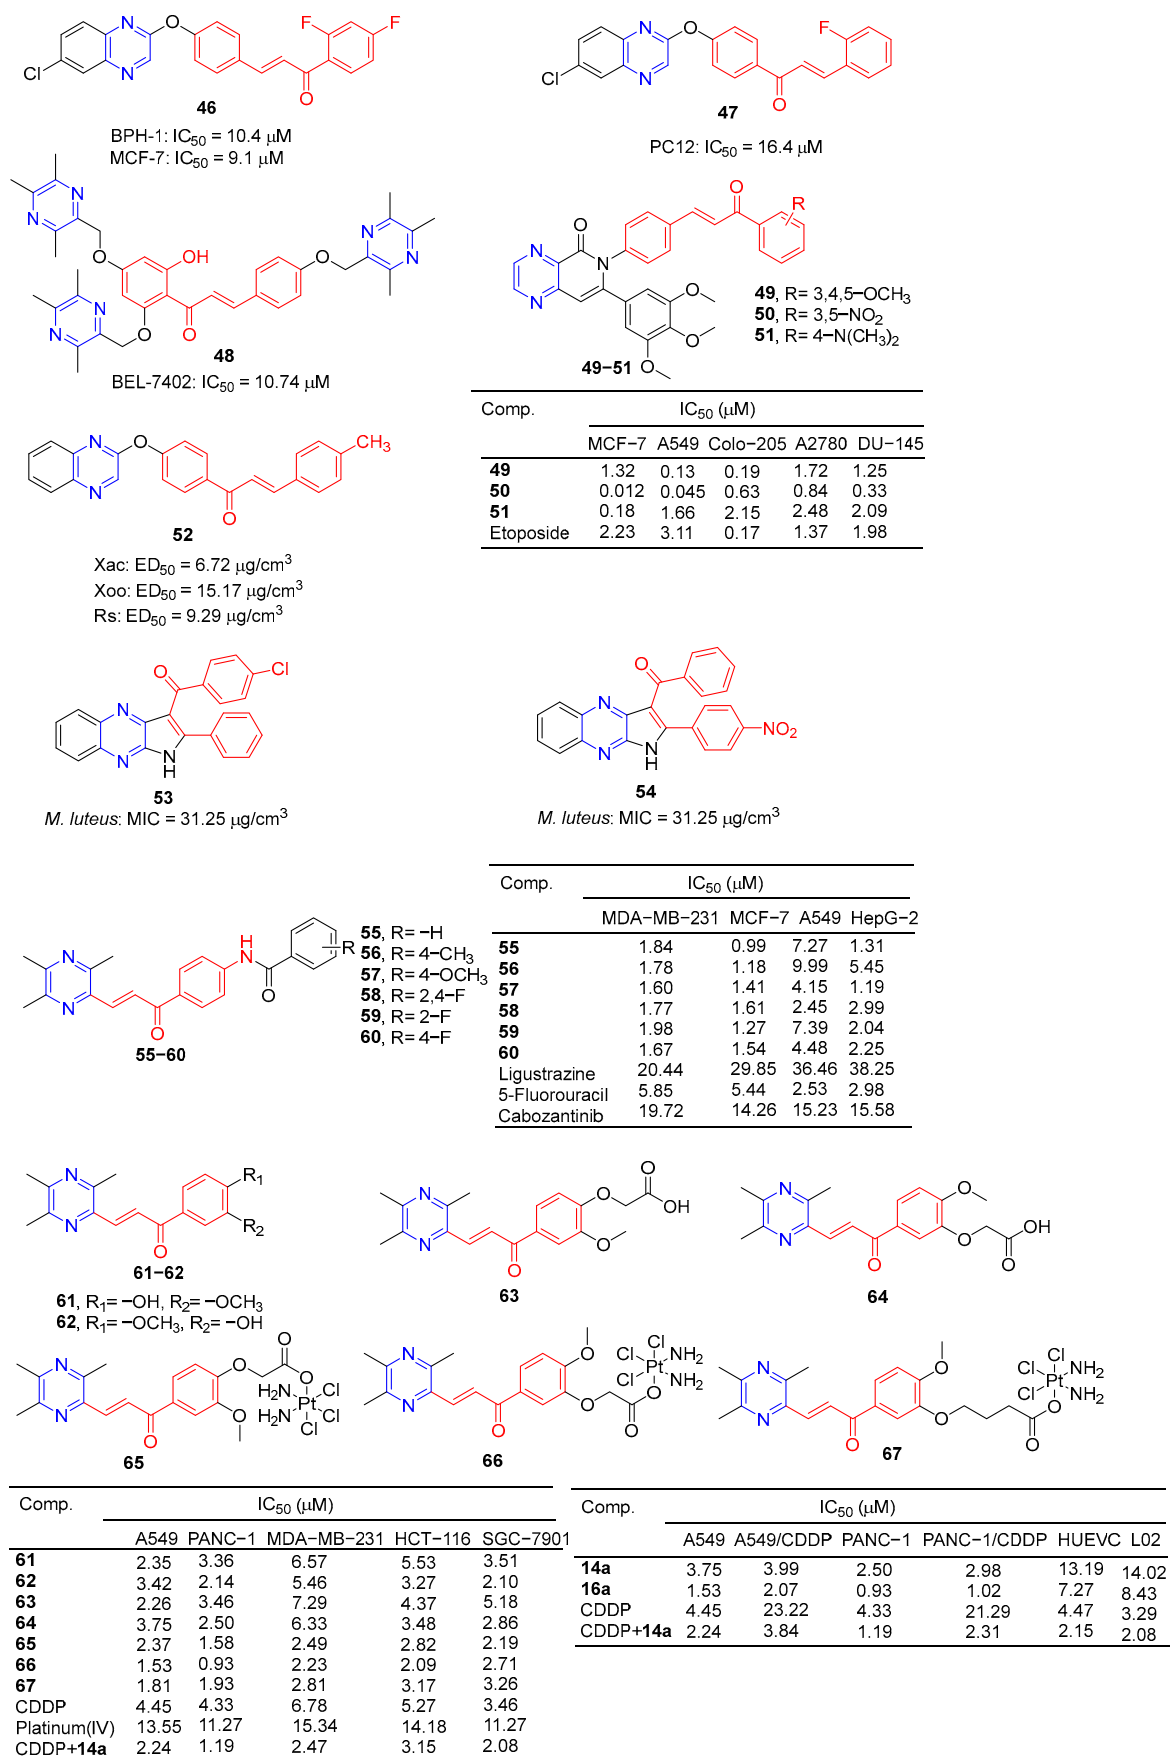 N
O
F
F
Cl
N
O
46
BPH-1: IC50 = 10.4 μM
MCF-7: IC50 = 9.1 μM
N
O
F
Cl
N
O
47
PC12: IC50 = 16.4 μM
N
N
O
OH
O
N
N
N
N
O
O
48
BEL-7402: IC50 = 10.74 μM
O
R
O
N
N
N
O
O
O
49−51
49, R= 3,4,5−OCH3
50, R= 3,5−NO2
51, R= 4−N(CH3)2
Comp. IC50 (μM)
MCF−7 A549 Colo−205 A2780 DU−145
49 1.32 0.13 0.19 1.72 1.25
50 0.012 0.045 0.63 0.84 0.33
51 0.18 1.66 2.15 2.48 2.09
Etoposide 2.23 3.11 0.17 1.37 1.98
N
O
CH3
N
O
52
Xac: ED50 = 6.72 μg/cm3
Xoo: ED50 = 15.17 μg/cm3
Rs: ED50 = 9.29 μg/cm3
O
Cl
N
N
N
H
53
M. luteus: MIC = 31.25 μg/cm3
O
N
N
N
H
NO2
54
M. luteus: MIC = 31.25 μg/cm3
N
N
O
H
N
O
R
55−60
55, R= −H
56, R= 4−CH3
57, R= 4−OCH3
58, R= 2,4−F
59, R= 2−F
60, R= 4−F
Comp. IC50 (μM)
MDA−MB−231 MCF−7 A549 HepG−2
55 1.84 0.99 7.27 1.31
56 1.78 1.18 9.99 5.45
57 1.60 1.41 4.15 1.19
58 1.77 1.61 2.45 2.99
59 1.98 1.27 7.39 2.04
60 1.67 1.54 4.48 2.25
Ligustrazine 20.44 29.85 36.46 38.25
5-Fluorouracil 5.85 5.44 2.53 2.98
Cabozantinib 19.72 14.26 15.23 15.58
N
N
O
R1
R2
61−62
61, R1= −OH, R2= −OCH3
62, R1= −OCH3, R2= −OH
N
N
O
O
O
OH
O
63
N
N
O
O
O
OH
O
64
N
N
O
O
O
O
O
H2N
H2N
Pt
Cl
Cl
Cl
65
N
N
O
O
O
O
O
Cl
Cl
Cl
Pt
NH2
NH2
66
N
N
O
O
O
O
O
Cl
Cl
Cl
Pt
NH2
NH2
67
Comp. IC50 (μM)
A549 PANC−1 MDA−MB−231 HCT−116 SGC−7901
61 2.35 3.36 6.57 5.53 3.51
62 3.42 2.14 5.46 3.27 2.10
63 2.26 3.46 7.29 4.37 5.18
64 3.75 2.50 6.33 3.48 2.86
65 2.37 1.58 2.49 2.82 2.19
66 1.53 0.93 2.23 2.09 2.71
67 1.81 1.93 2.81 3.17 3.26
CDDP 4.45 4.33 6.78 5.27 3.46
Platinum(IV) 13.55 11.27 15.34 14.18 11.27
CDDP+14a 2.24 1.19 2.47 3.15 2.08
Comp. IC50 (μM)
A549 A549/CDDP PANC−1 PANC−1/CDDP HUEVC L02
14a 3.75 3.99 2.50 2.98 13.19 14.02
16a 1.53 2.07 0.93 1.02 7.27 8.43
CDDP 4.45 23.22 4.33 21.29 4.47 3.29
CDDP+14a 2.24 3.84 1.19 2.31 2.15 2.08